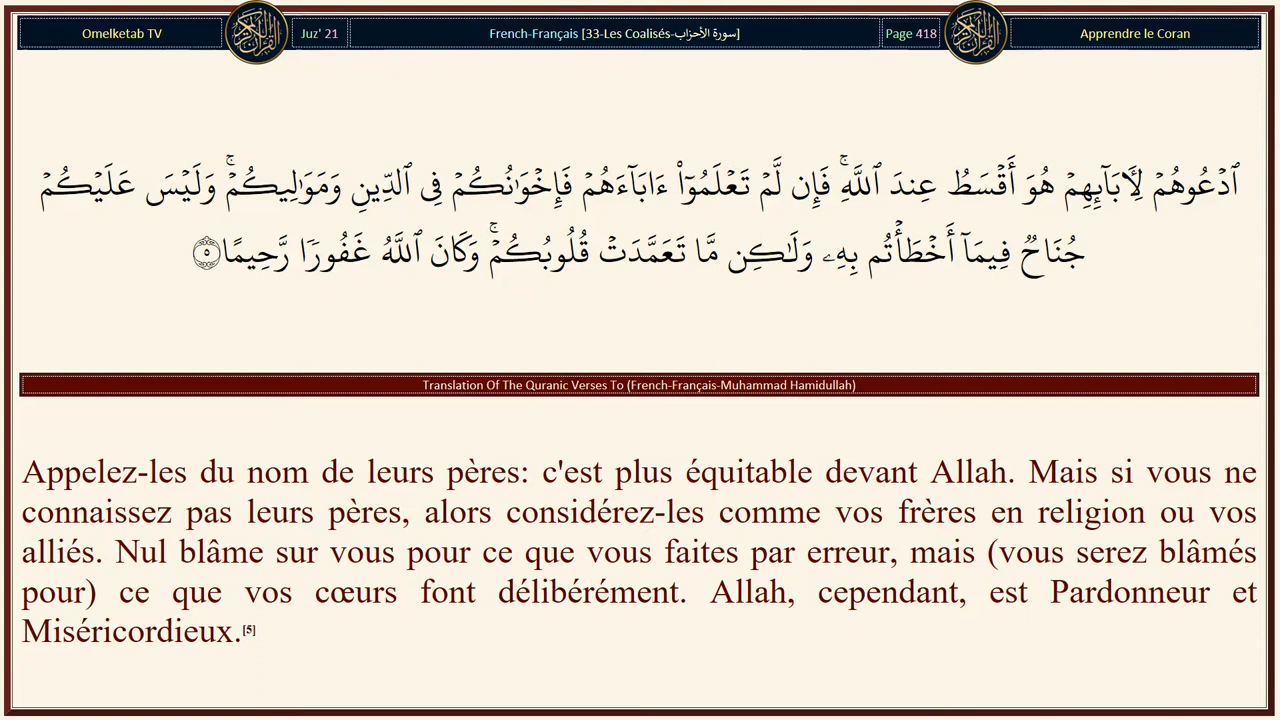 Omelketab TV
Juz' 21
French-Français [33-Les Coalisés-سورة الأحزاب]
Page 418
Apprendre le Coran
ٱدۡعُوهُمۡ لِأٓبَآئِهِمۡ هُوَ أَقۡسَطُ عِندَ ٱللَّهِۚ فَإِن لَّمۡ تَعۡلَمُوٓاْ ءَابَآءَهُمۡ فَإِخۡوَٰنُكُمۡ فِي ٱلدِّينِ وَمَوَٰلِيكُمۡۚ وَلَيۡسَ عَلَيۡكُمۡ
جُنَاحٞ فِيمَآ أَخۡطَأۡتُم بِهِۦ وَلَٰكِن مَّا تَعَمَّدَتۡ قُلُوبُكُمۡۚ وَكَانَ ٱللَّهُ غَفُورٗا رَّحِيمًا ٥
Translation Of The Quranic Verses To (French-Français-Muhammad Hamidullah)
Appelez-les du nom de leurs pères: c'est plus équitable devant Allah. Mais si vous ne
connaissez pas leurs pères, alors considérez-les comme vos frères en religion ou vos
alliés. Nul blâme sur vous pour ce que vous faites par erreur, mais (vous serez blâmés
pour) ce que vos cœurs font délibérément. Allah, cependant, est Pardonneur et
Miséricordieux.[5]